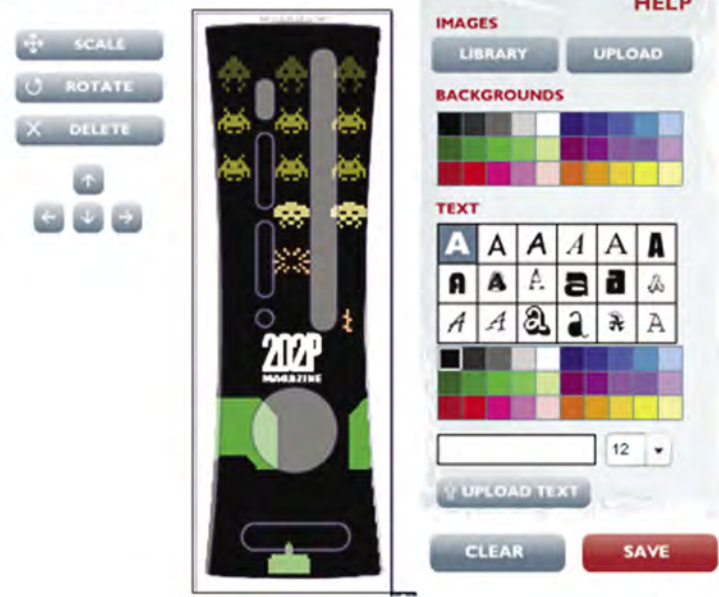 HELP
IMAGES
SCALE
LIBRARY
UPLOAD
ROTATE
BACKGROUNDS
DELETE
TEXT
A A A A A A
A A A a a A
A A a a A A
202P
MAGAZINE
12
UPLOAD TEXT
CLEAR
SAVE